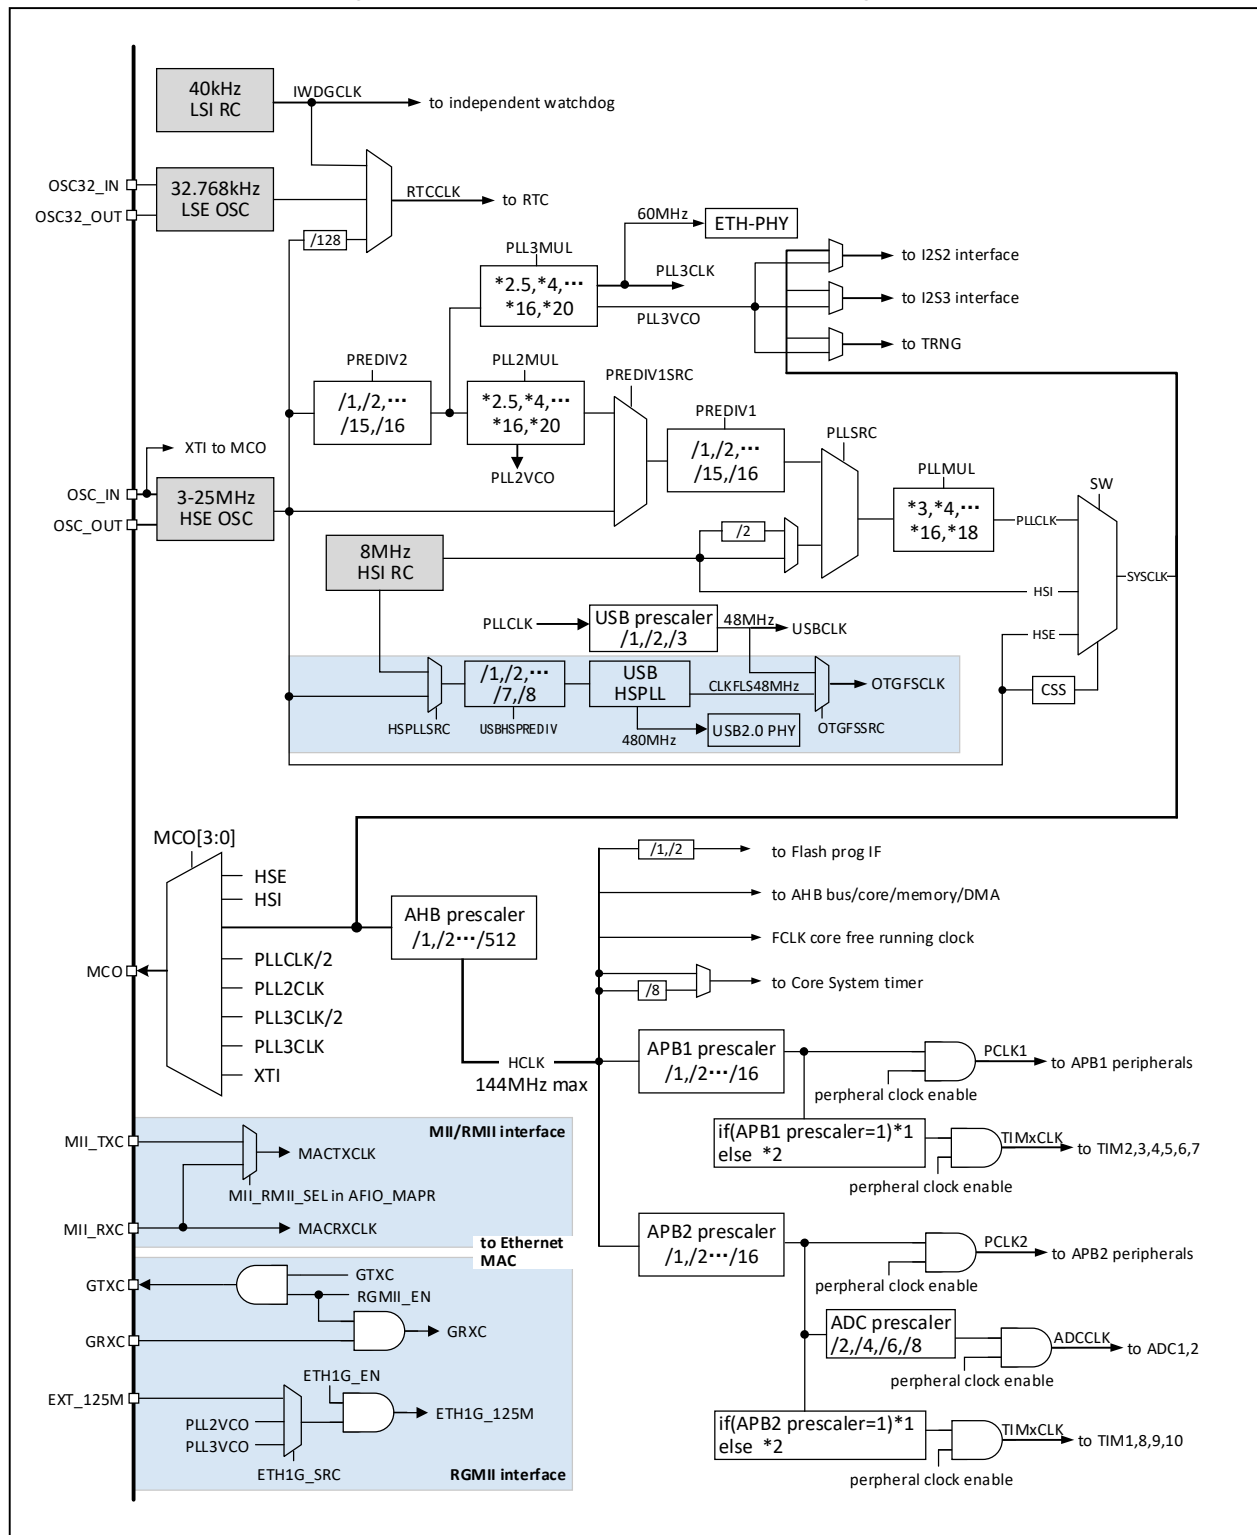 40kHz
LSI RC
IWDGCLK
to independent watchdog
OSC32_IN
OSC32_OUT
32.768kHz
LSE OSC
RTCCLK
to RTC
/128
60MHz
ETH-PHY
PLL3MUL
*2.5,*4,···
*16,*20
PLL3CLK
PLL3VCO
to I2S2 interface
to I2S3 interface
to TRNG
PREDIV2
/1,/2,···
/15,/16
PLL2MUL
*2.5,*4,···
*16,*20
PLL2VCO
PREDIV1SRC
PREDIV1
/1,/2,···
/15,/16
PLLSRC
PLLMUL
*3,*4,···
*16,*18
PLLCLK
SW
XTI to MCO
OSC_IN
OSC_OUT
3-25MHz
HSE OSC
/2
8MHz
HSI RC
HSI
SYSCLK
HSE
CSS
PLLCLK
USB prescaler
/1,/2,/3
48MHz
USBCLK
/1,/2,···
/7,/8
USB
HSPLL
CLKFLS48MHz
OTGFSCLK
HSPLLSRC
USBHSPREDIV
480MHz
USB2.0 PHY
OTGFSSRC
MCO[3:0]
HSE
HSI
PLLCLK/2
PLL2CLK
PLL3CLK/2
PLL3CLK
XTI
MCO
AHB prescaler
/1,/2···/512
HCLK
144MHz max
/1,/2
to Flash prog IF
to AHB bus/core/memory/DMA
FCLK core free running clock
/8
to Core System timer
APB1 prescaler
/1,/2···/16
PCLK1
to APB1 peripherals
perpheral clock enable
if(APB1 prescaler=1)*1
else *2
TIMxCLK
to TIM2,3,4,5,6,7
perpheral clock enable
APB2 prescaler
/1,/2···/16
PCLK2
to APB2 peripherals
perpheral clock enable
ADC prescaler
/2,/4,/6,/8
ADCCLK
to ADC1,2
perpheral clock enable
if(APB2 prescaler=1)*1
else *2
TIMxCLK
to TIM1,8,9,10
perpheral clock enable
MII/RMII interface
MII_TXC
MACTXCLK
MII_RMII_SEL in AFIO_MAPR
MII_RXC
MACRXCLK
to Ethernet
MAC
GTXC
GTXC
RGMII_EN
GRXC
GRXC
ETH1G_EN
EXT_125M
PLL2VCO
PLL3VCO
ETH1G_125M
ETH1G_SRC
RGMII interface